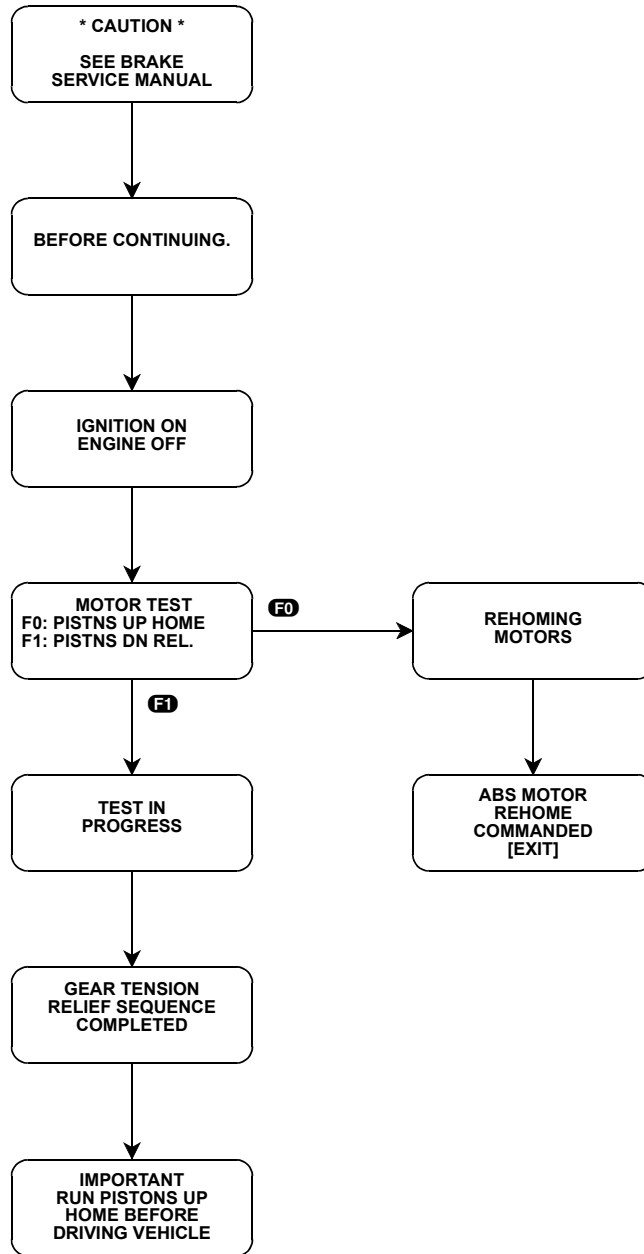 * CAUTION *
SEE BRAKE
SERVICE MANUAL
BEFORE CONTINUING.
IGNITION ON
ENGINE OFF
MOTOR TEST
F0: PISTNS UP HOME
F1: PISTNS DN REL.
F0
REHOMING
MOTORS
F1
TEST IN
PROGRESS
ABS MOTOR
REHOME
COMMANDED
[EXIT]
GEAR TENSION
RELIEF SEQUENCE
COMPLETED
IMPORTANT
RUN PISTONS UP
HOME BEFORE
DRIVING VEHICLE